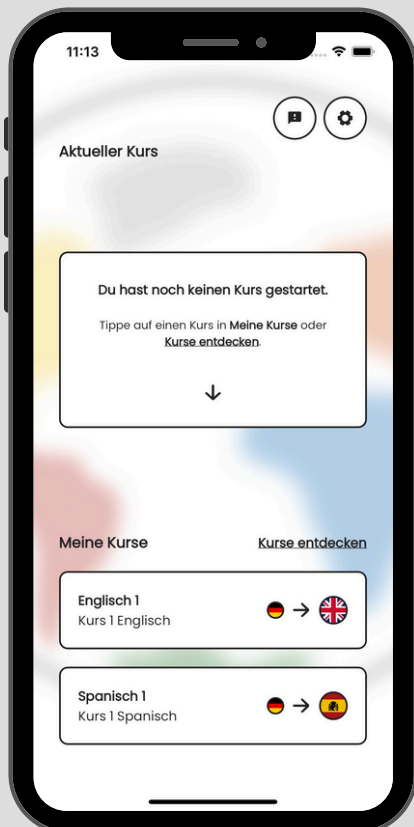 11:13
Aktueller Kurs
Du hast noch keinen Kurs gestartet.
Tippe auf einen Kurs in Meine Kurse oder
Kurse entdecken.
Meine Kurse
Kurse entdecken
Englisch 1
Kurs 1 Englisch
Spanisch 1
Kurs 1 Spanisch